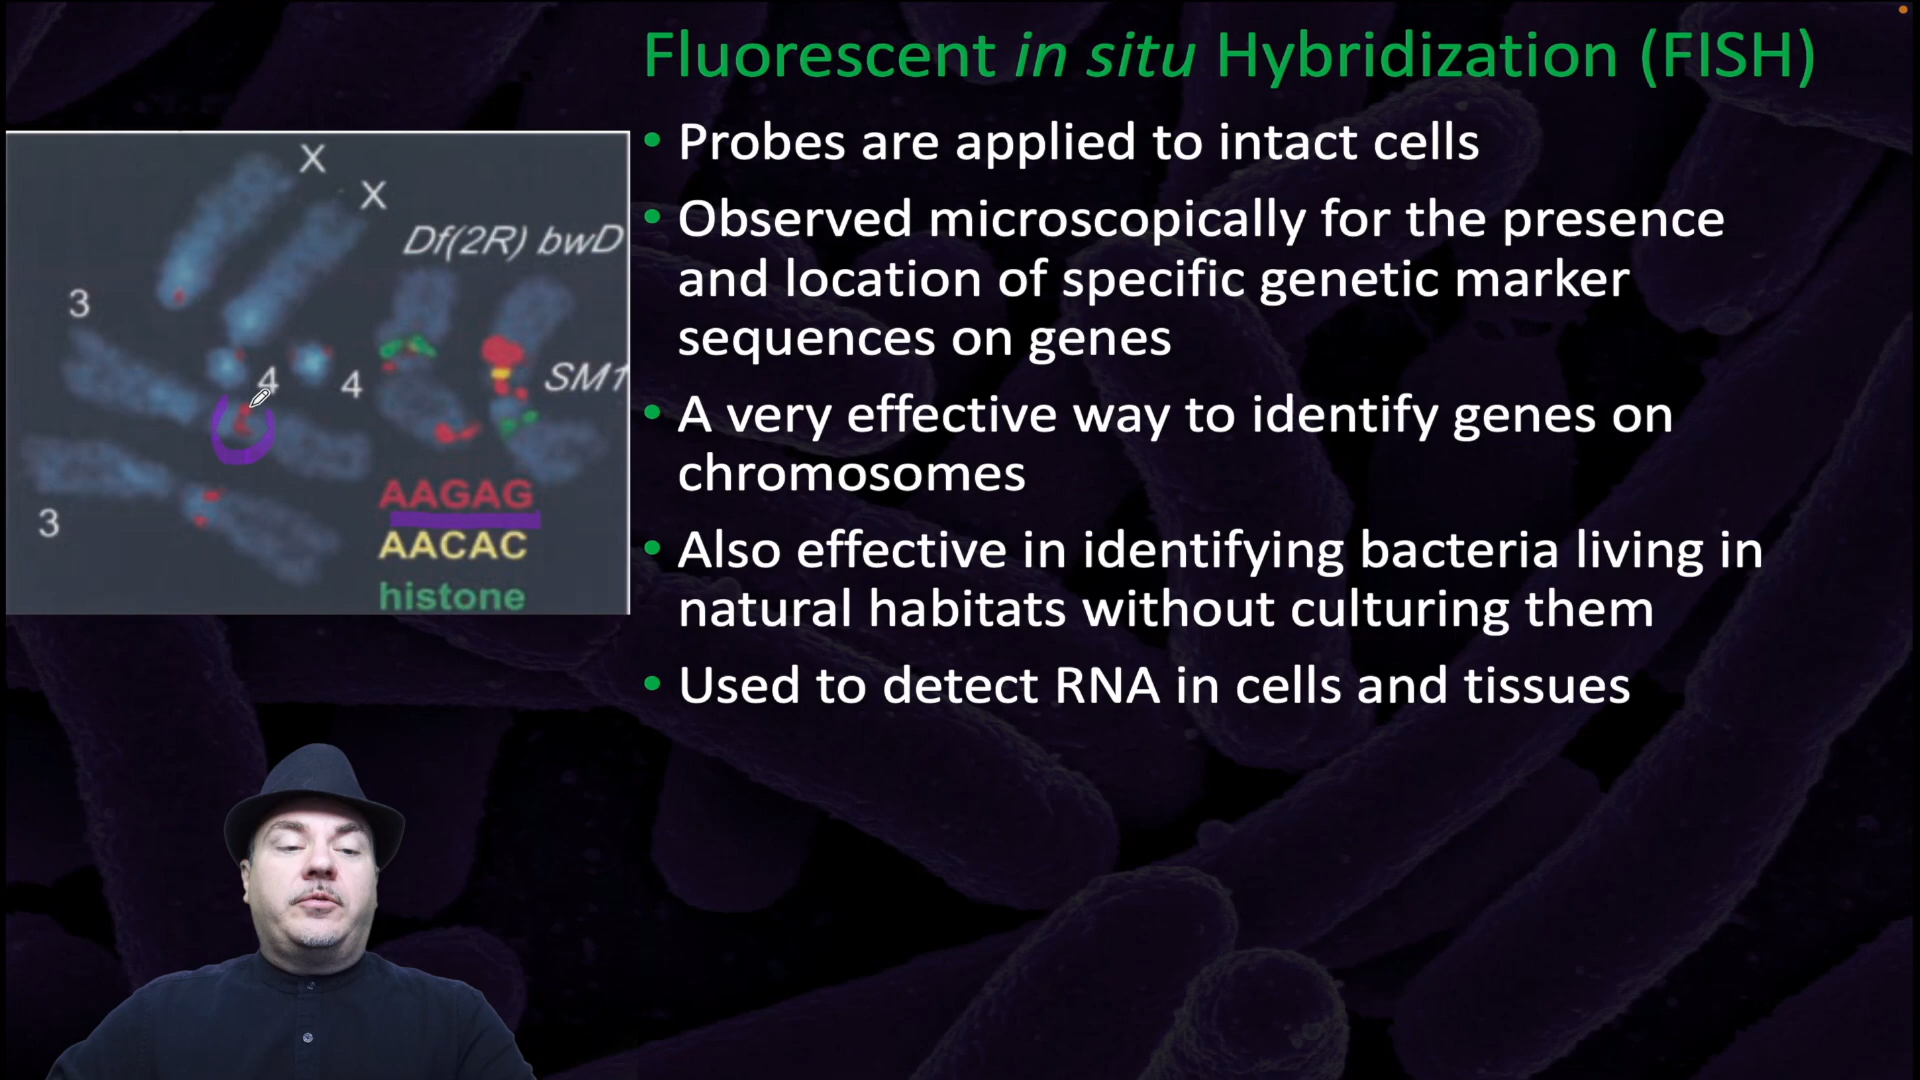 Fluorescent in situ Hybridization (FISH)
• Probes are applied to intact cells
• Observed microscopically for the presence
and location of specific genetic marker
sequences on genes
• A very effective way to identify genes on
chromosomes
• Also effective in identifying bacteria living in
natural habitats without culturing them
• Used to detect RNA in cells and tissues
X
X
Df(2R) bwD
3
4
4
SM1
3
AAGAG
AACAC
histone